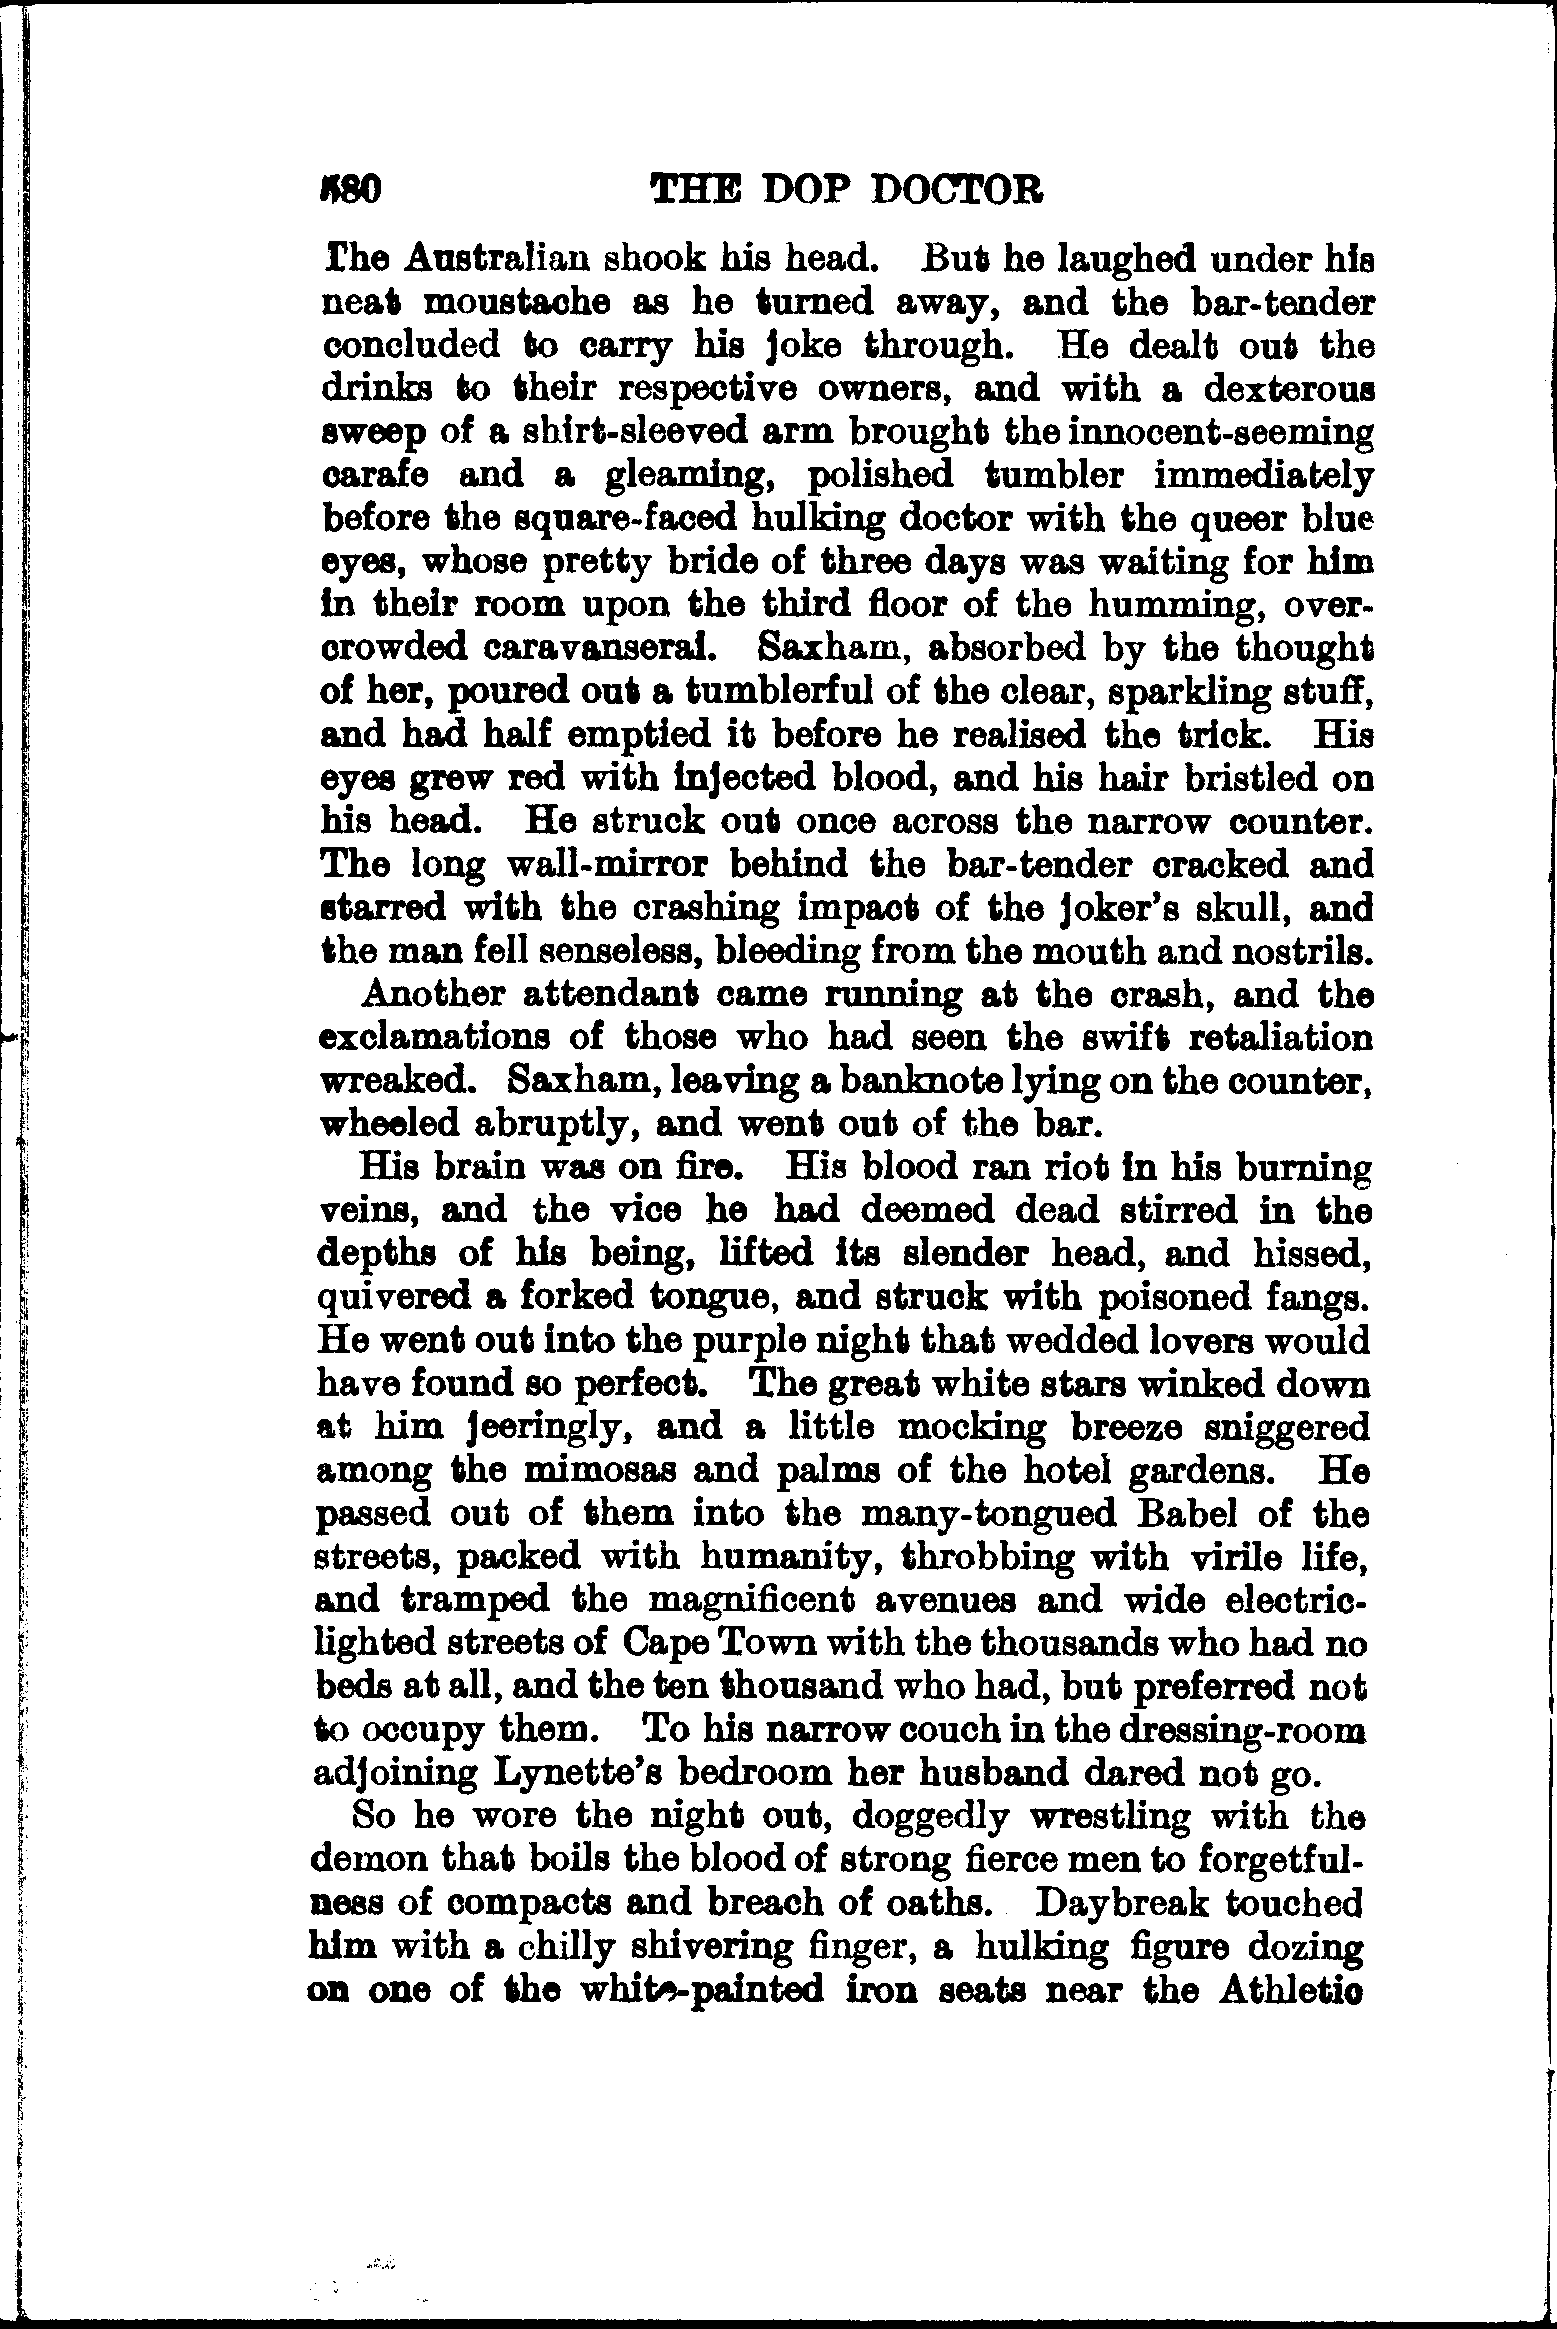 580 THE DOP DOCTOR
The Australian shook his head. But he laughed under his
neat moustache as he turned away, and the bar-tender
concluded to carry his joke through. He dealt out the
drinks to their respective owners, and with a dexterous
sweep of a shirt-sleeved arm brought the innocent-seeming
carafe and a gleaming, polished tumbler immediately
before the square-faced hulking doctor with the queer blue
eyes, whose pretty bride of three days was waiting for him
in their room upon the third floor of the humming, over-
crowded caravanserai. Saxham, absorbed by the thought
of her, poured out a tumblerful of the clear, sparkling stuff,
and had half emptied it before he realised the trick. His
eyes grew red with injected blood, and his hair bristled on
his head. He struck out once across the narrow counter.
The long wall-mirror behind the bar-tender cracked and
starred with the crashing impact of the joker's skull, and
the man fell senseless, bleeding from the mouth and nostrils.
Another attendant came running at the crash, and the
exclamations of those who had seen the swift retaliation
wreaked. Saxham, leaving a banknote lying on the counter,
wheeled abruptly, and went out of the bar.
His brain was on fire. His blood ran riot in his burning
veins, and the vice he had deemed dead stirred in the
depths of his being, lifted its slender head, and hissed,
quivered a forked tongue, and struck with poisoned fangs.
He went out into the purple night that wedded lovers would
have found so perfect. The great white stars winked down
at him jeeringly, and a little mocking breeze sniggered
among the mimosas and palms of the hotel gardens. He
passed out of them into the many-tongued Babel of the
streets, packed with humanity, throbbing with virile life,
and tramped the magnificent avenues and wide electric-
lighted streets of Cape Town with the thousands who had no
beds at all, and the ten thousand who had, but preferred not
to occupy them. To his narrow couch in the dressing-room
adjoining Lynette's bedroom her husband dared not go.
So he wore the night out, doggedly wrestling with the
demon that boils the blood of strong fierce men to forgetful-
ness of compacts and breach of oaths. Daybreak touched
him with a chilly shivering finger, a hulking figure dozing
on one of the white-painted iron seats near the Athletic